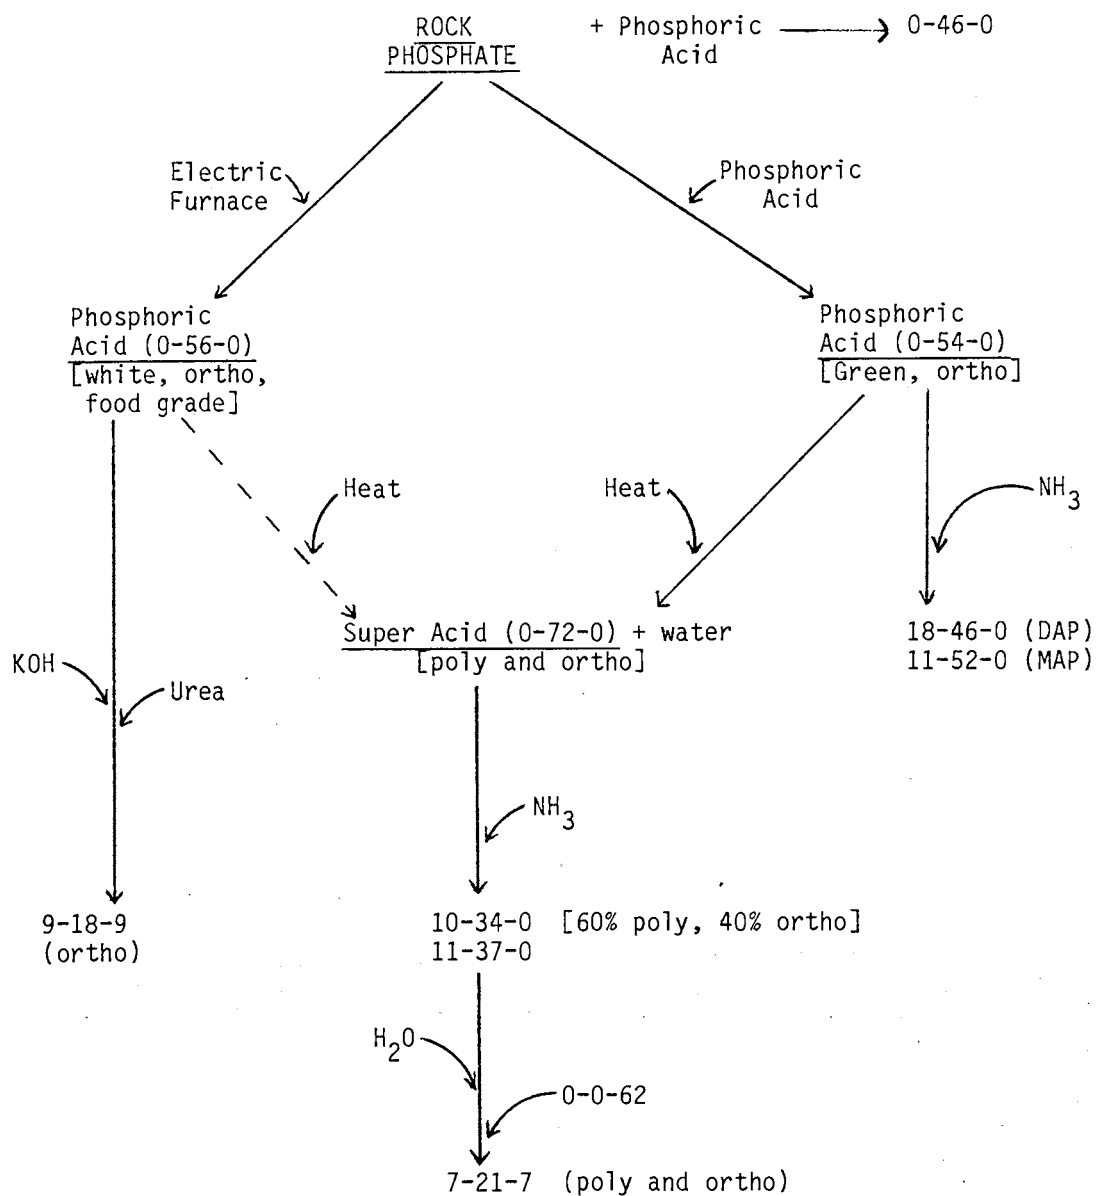 ROCK
PHOSPHATE
+ Phosphoric
Acid
0-46-0
Electric
Furnace
Phosphoric
Acid
Phosphoric
Acid (0-56-0)
[white, ortho,
food grade]
Phosphoric
Acid (0-54-0)
[Green, ortho]
Heat
Heat
NH3
Super Acid (0-72-0) + water
[poly and ortho]
18-46-0 (DAP)
11-52-0 (MAP)
KOH
Urea
NH3
9-18-9
(ortho)
10-34-0 [60% poly, 40% ortho]
11-37-0
H2O
0-0-62
7-21-7 (poly and ortho)